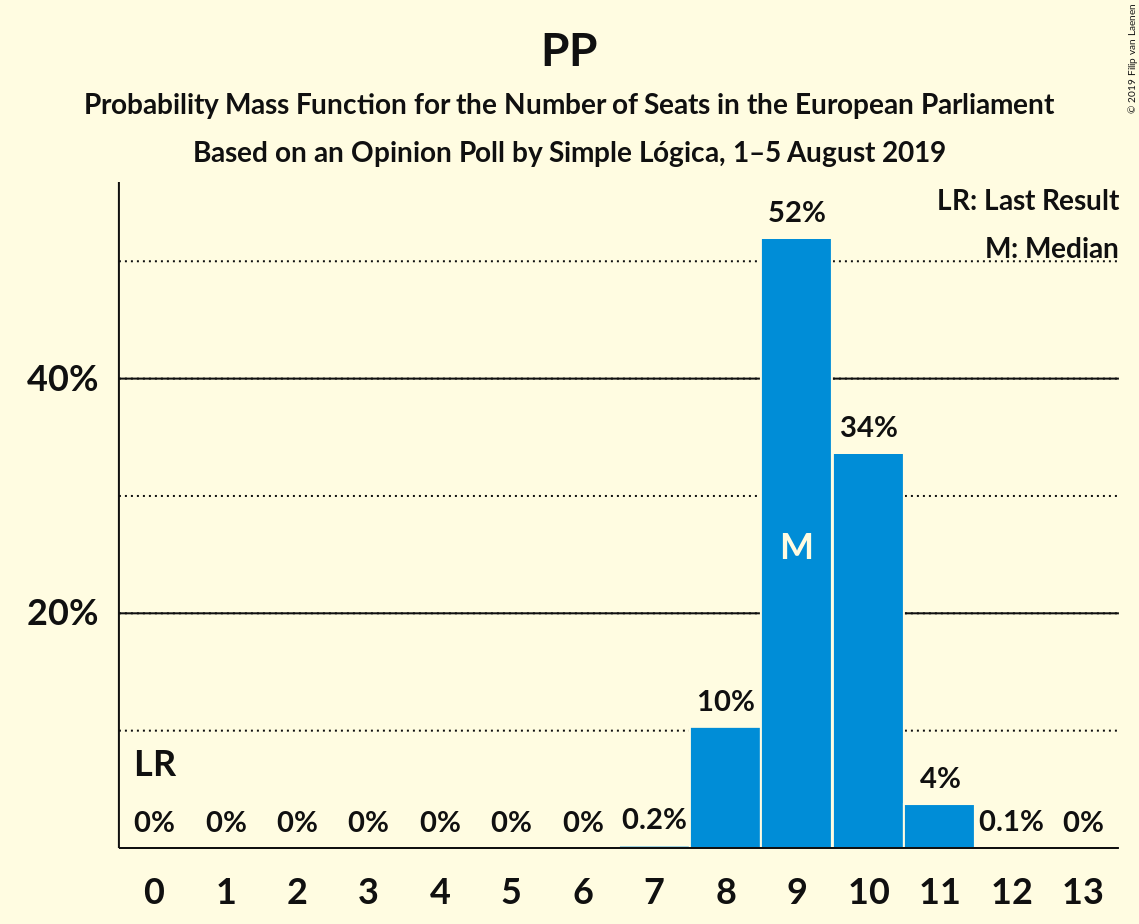 PP
Probability Mass Function for the Number of Seats in the European Parliament
Based on an Opinion Poll by Simple Lógica, 1–5 August 2019
© 2019 Filip van Laenen
LR: Last Result
M: Median
52%
40%
34%
M
20%
10%
LR
4%
0% 0% 0% 0% 0% 0% 0% 0.2% 0.1% 0%
0 1 2 3 4 5 6 7 8 9 10 11 12 13